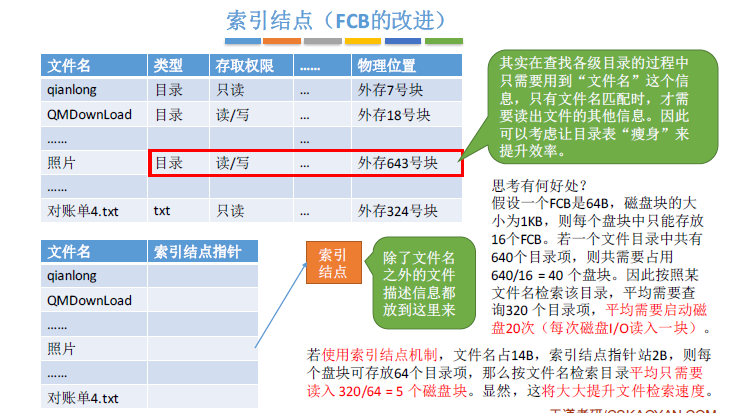 索引结点（FCB的改进）
文件名 类型 存取权限 …… 物理位置
qianlong 目录 只读 … 外存7号块
QMDownLoad 目录 读/写 … 外存18号块
…… …
照片 目录 读/写 … 外存643号块
…… …
对账单4.txt txt 只读 … 外存324号块
其实在查找各级目录的过程中
只需要用到“文件名”这个信
息，只有文件名匹配时，才需
要读出文件的其他信息。因此
可以考虑让目录表“瘦身”来
提升效率。
文件名 索引结点指针
qianlong
QMDownLoad
……
照片
……
对账单4.txt
索引
结点
除了文件名
之外的文件
描述信息都
放到这里来
思考有何好处？
假设一个FCB是64B，磁盘块的大
小为1KB，则每个盘块中只能存放
16个FCB。若一个文件目录中共有
640个目录项，则共需要占用
640/16 = 40 个盘块。因此按照某
文件名检索该目录，平均需要查
询320 个目录项，平均需要启动磁
盘20次（每次磁盘I/O读入一块）。
若使用索引结点机制，文件名占14B，索引结点指针站2B，则每
个盘块可存放64个目录项，那么按文件名检索目录平均只需要
读入 320/64 = 5 个磁盘块。显然，这将大大提升文件检索速度。